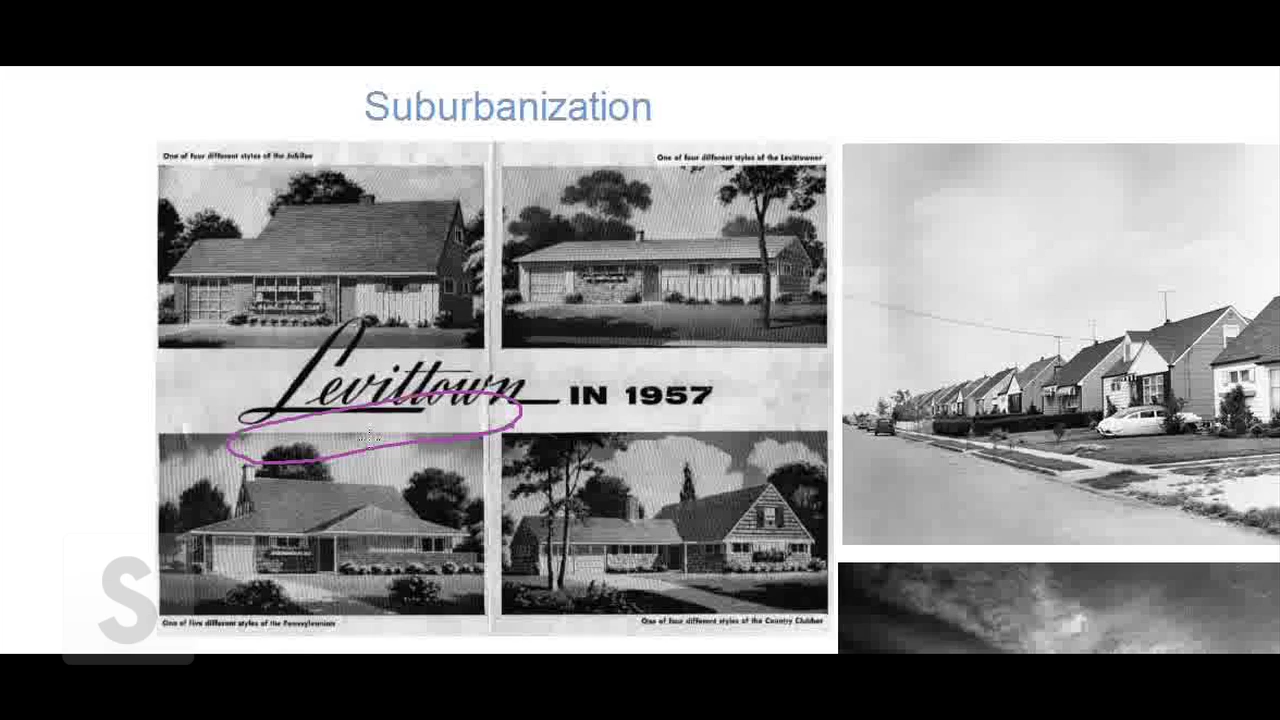 Suburbanization
One of four different styles of the Jubilee
One of four different styles of the Levittowner
Levittown IN 1957
One of five different styles of the Pennsylvanian
One of four different styles of the Country Clubber
S